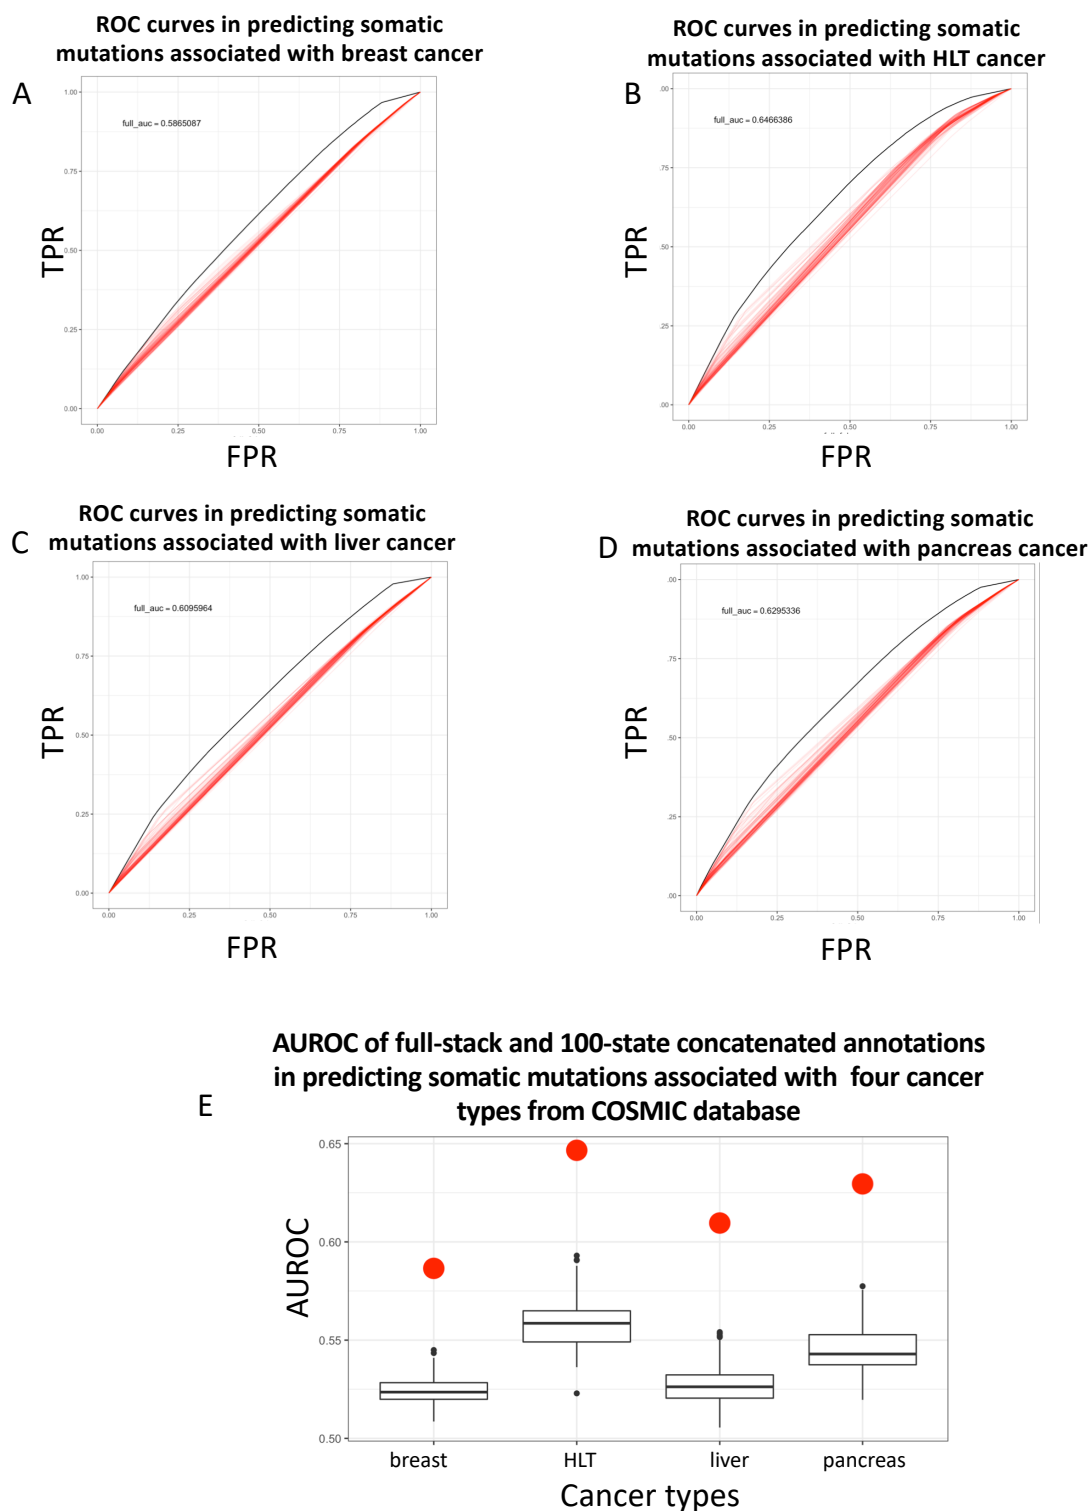 ROC curves in predicting somatic
mutations associated with breast cancer
A
1.00
0.75
0.50
0.25
0.00
full_auc = 0.5865087
TPR
0.00 0.25 0.50 0.75 1.00
FPR
ROC curves in predicting somatic
mutations associated with HLT cancer
B
.00
.75
.50
.25
.00
full_auc = 0.6466386
TPR
0.00 0.25 0.50 0.75 1.00
FPR
ROC curves in predicting somatic
mutations associated with liver cancer
C
1.00
0.75
0.50
0.25
0.00
full_auc = 0.6095964
TPR
0.00 0.25 0.50 0.75 1.00
FPR
ROC curves in predicting somatic
mutations associated with pancreas cancer
D
.00
.75
.50
.25
.00
full_auc = 0.6295336
TPR
0.00 0.25 0.50 0.75 1.00
FPR
AUROC of full-stack and 100-state concatenated annotations
in predicting somatic mutations associated with four cancer
types from COSMIC database
E
0.65
0.60
0.55
0.50
AUROC
breast HLT liver pancreas
Cancer types